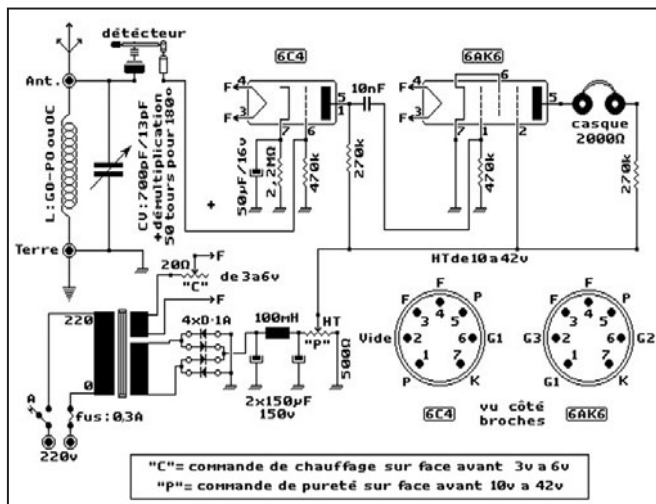 détecteur
6C4
6AK6
Ant.
F
4
F
3
5
1
7
6
10nF
F
4
F
3
6
5
7
1
2
casque
2000Ω
L:GO-PO ou OC
CV:700pF/13pF
+démultiplication
50 tours pour 180°
+
50µF/16v
2,2MΩ
470k
270k
470k
270k
Terre
HT de 10 a 42v
20Ω
F
"C"
de 3 a 6v
F
220
0
4xD·1A
100mH
HT
"P"
500Ω
2x150µF
150v
A
fus:0,3A
220v
F
F
3
4
P
5
Vide
2
6
G1
1
7
P
K
6C4
F
F
3
4
P
5
G3
2
6
G2
1
7
G1
K
6AK6
vu côté
broches
"C"= commande de chauffage sur face avant 3v a 6v
"P"= commande de pureté sur face avant 10v a 42v